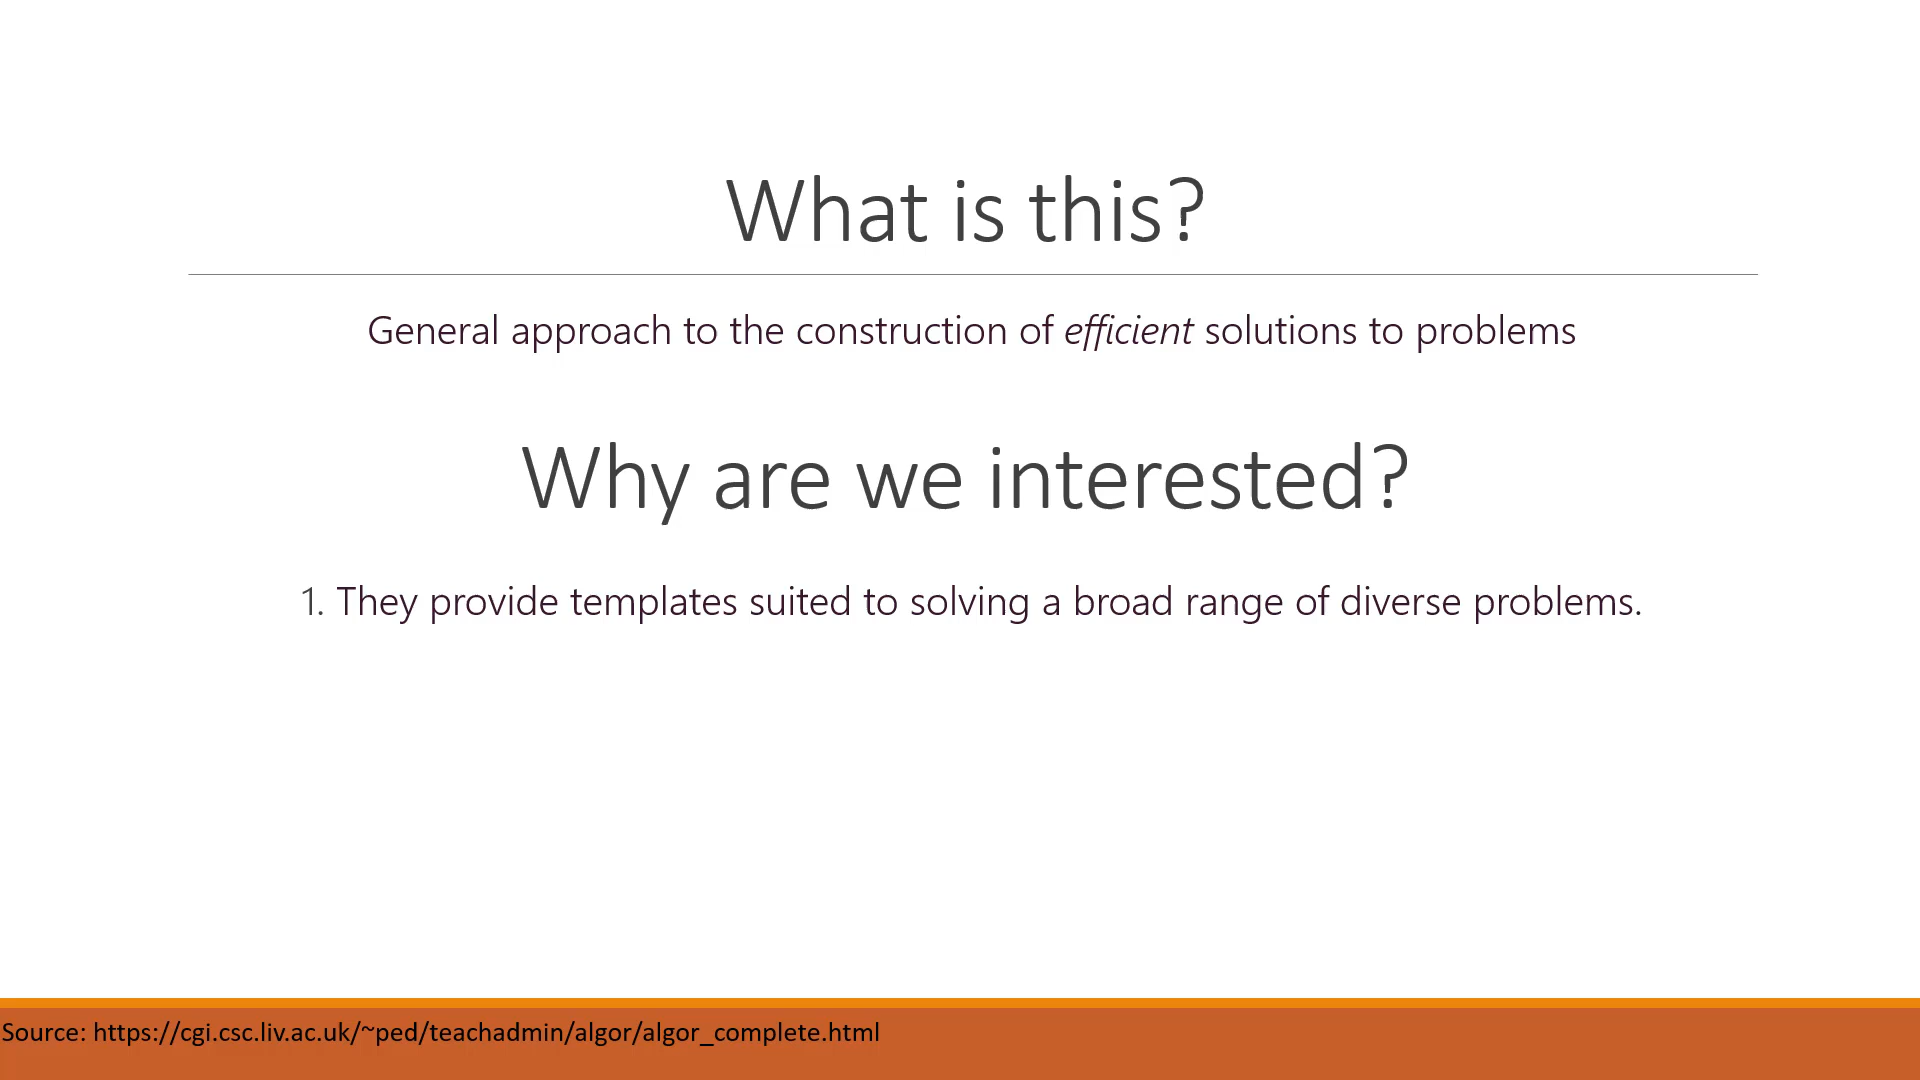 What is this?
General approach to the construction of efficient solutions to problems
Why are we interested?
1. They provide templates suited to solving a broad range of diverse problems.
Source: https://cgi.csc.liv.ac.uk/~ped/teachadmin/algor/algor_complete.html